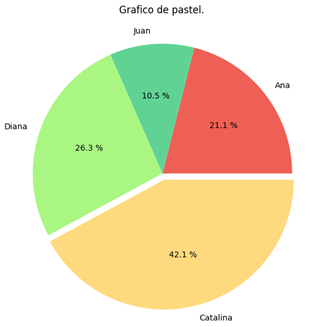 Grafico de pastel.
Juan
Ana
10.5 %
21.1 %
Diana
26.3 %
42.1 %
Catalina